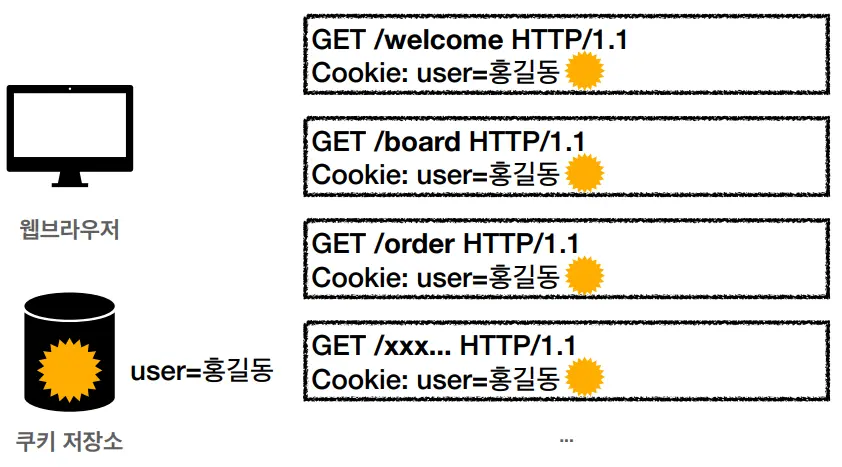 GET /welcome HTTP/1.1
Cookie: user=홍길동
GET /board HTTP/1.1
Cookie: user=홍길동
웹브라우저
GET /order HTTP/1.1
Cookie: user=홍길동
GET /xxx... HTTP/1.1
Cookie: user=홍길동
user=홍길동
쿠키 저장소
...